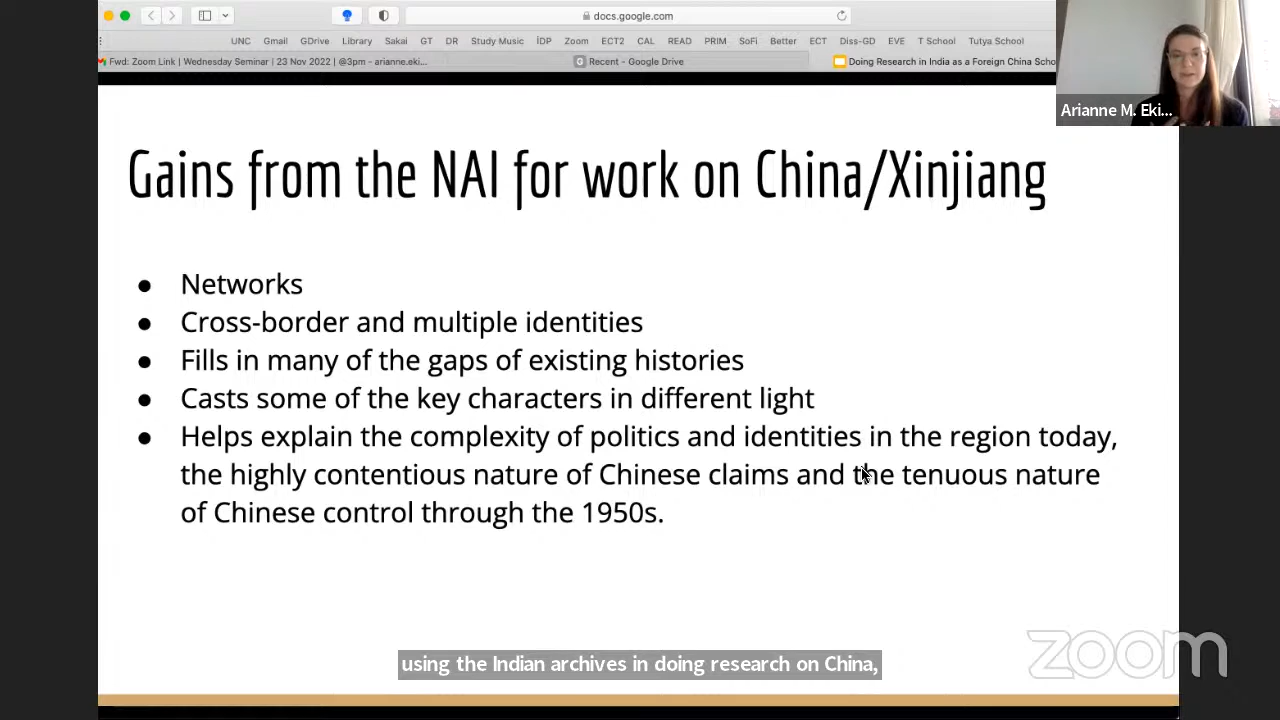 docs.google.com
UNC Gmail GDrive Library Sakai GT DR Study Music İDP Zoom ECT2 CAL READ PRIM SoFi Better ECT Diss-GD EVE T School Tutya School
Fwd: Zoom Link | Wednesday Seminar | 23 Nov 2022 | @3pm - arianne.eki...
Recent - Google Drive
Doing Research in India as a Foreign China Scho
Arianne M. Eki...
Gains from the NAI for work on China/Xinjiang
● Networks
● Cross-border and multiple identities
● Fills in many of the gaps of existing histories
● Casts some of the key characters in different light
● Helps explain the complexity of politics and identities in the region today,
the highly contentious nature of Chinese claims and the tenuous nature
of Chinese control through the 1950s.
zoom
using the Indian archives in doing research on China,